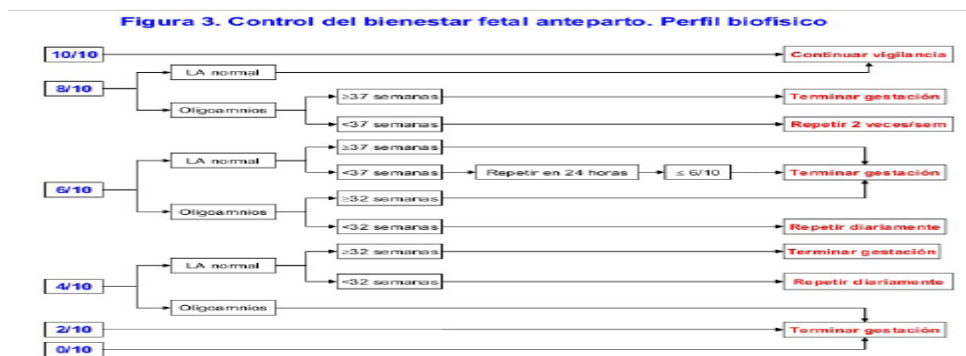 Figura 3. Control del bienestar fetal anteparto. Perfil biofísico
10/10
Continuar vigilancia
LA normal
8/10
≥37 semanas
Terminar gestación
Oligoamnios
<37 semanas
Repetir 2 veces/sem
≥37 semanas
LA normal
<37 semanas
Repetir en 24 horas
≤ 6/10
Terminar gestación
6/10
≥32 semanas
Oligoamnios
<32 semanas
Repetir diariamente
≥32 semanas
Terminar gestación
LA normal
<32 semanas
Repetir diariamente
4/10
Oligoamnios
2/10
Terminar gestación
0/10